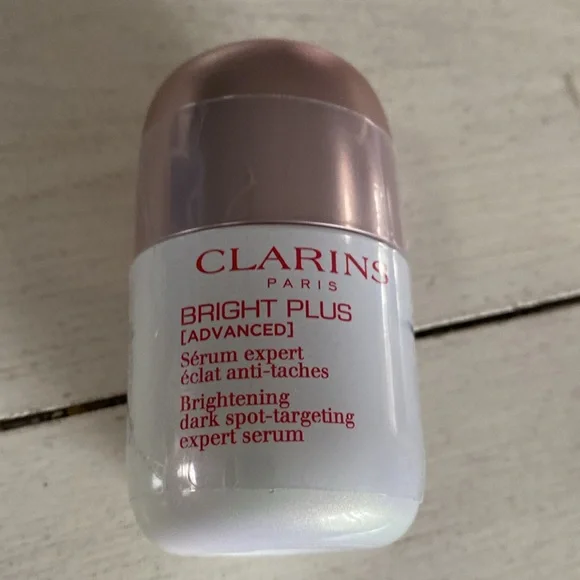 CLARINS
PARIS
BRIGHT PLUS
[ADVANCED]
Sérum expert
éclat anti-taches
Brightening
dark spot-targeting
expert serum